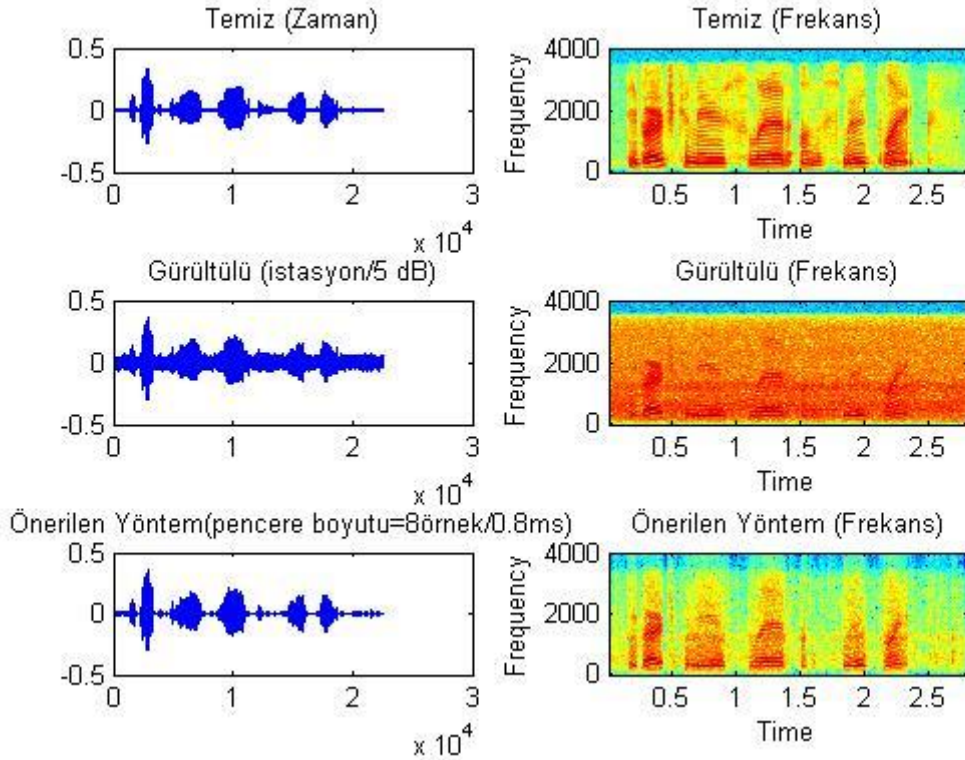 Temiz (Zaman)
0.5
0
-0.5
0 1 2 3
x 10^4
Temiz (Frekans)
Frequency
4000
2000
0
0.5 1 1.5 2 2.5
Time
Gürültülü (istasyon/5 dB)
0.5
0
-0.5
0 1 2 3
x 10^4
Gürültülü (Frekans)
Frequency
4000
2000
0
0.5 1 1.5 2 2.5
Time
Önerilen Yöntem(pencere boyutu=8örnek/0.8ms)
0.5
0
-0.5
0 1 2 3
x 10^4
Önerilen Yöntem (Frekans)
Frequency
4000
2000
0
0.5 1 1.5 2 2.5
Time